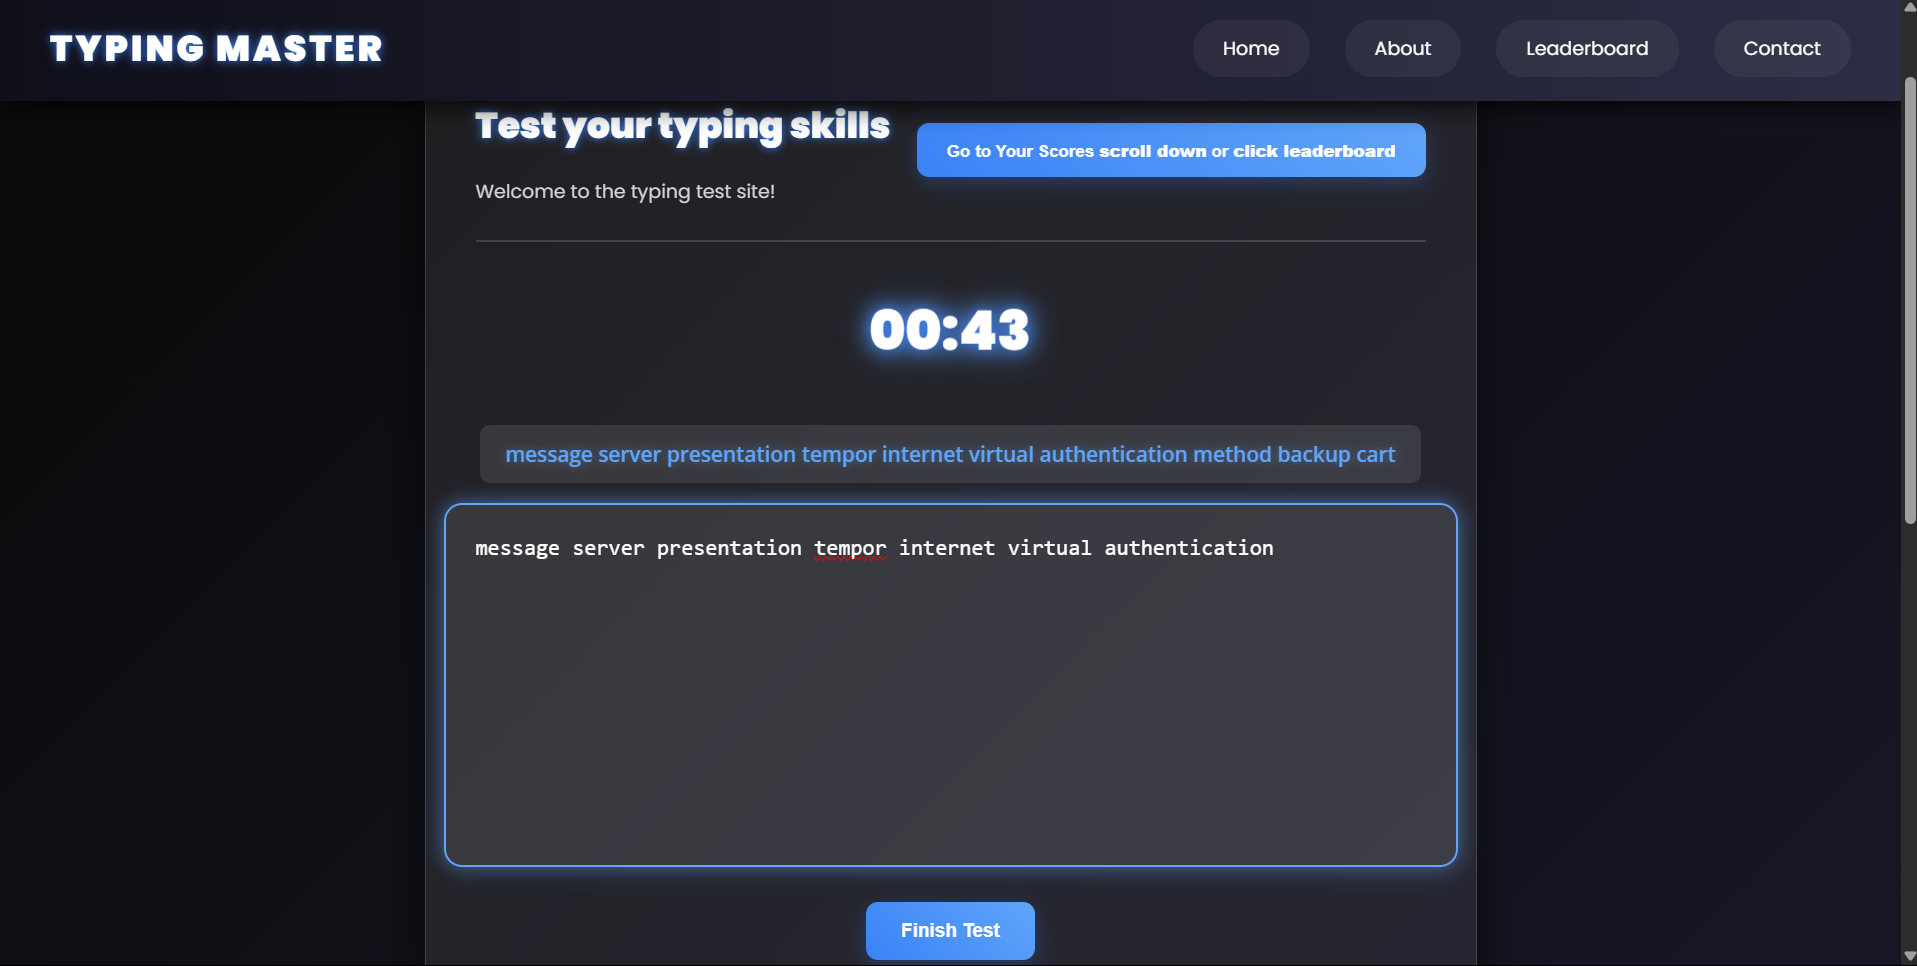 TYPING MASTER
Home
About
Leaderboard
Contact
Test your typing skills
Go to Your Scores scroll down or click leaderboard
Welcome to the typing test site!
00:43
message server presentation tempor internet virtual authentication method backup cart
message server presentation tempor internet virtual authentication
Finish Test